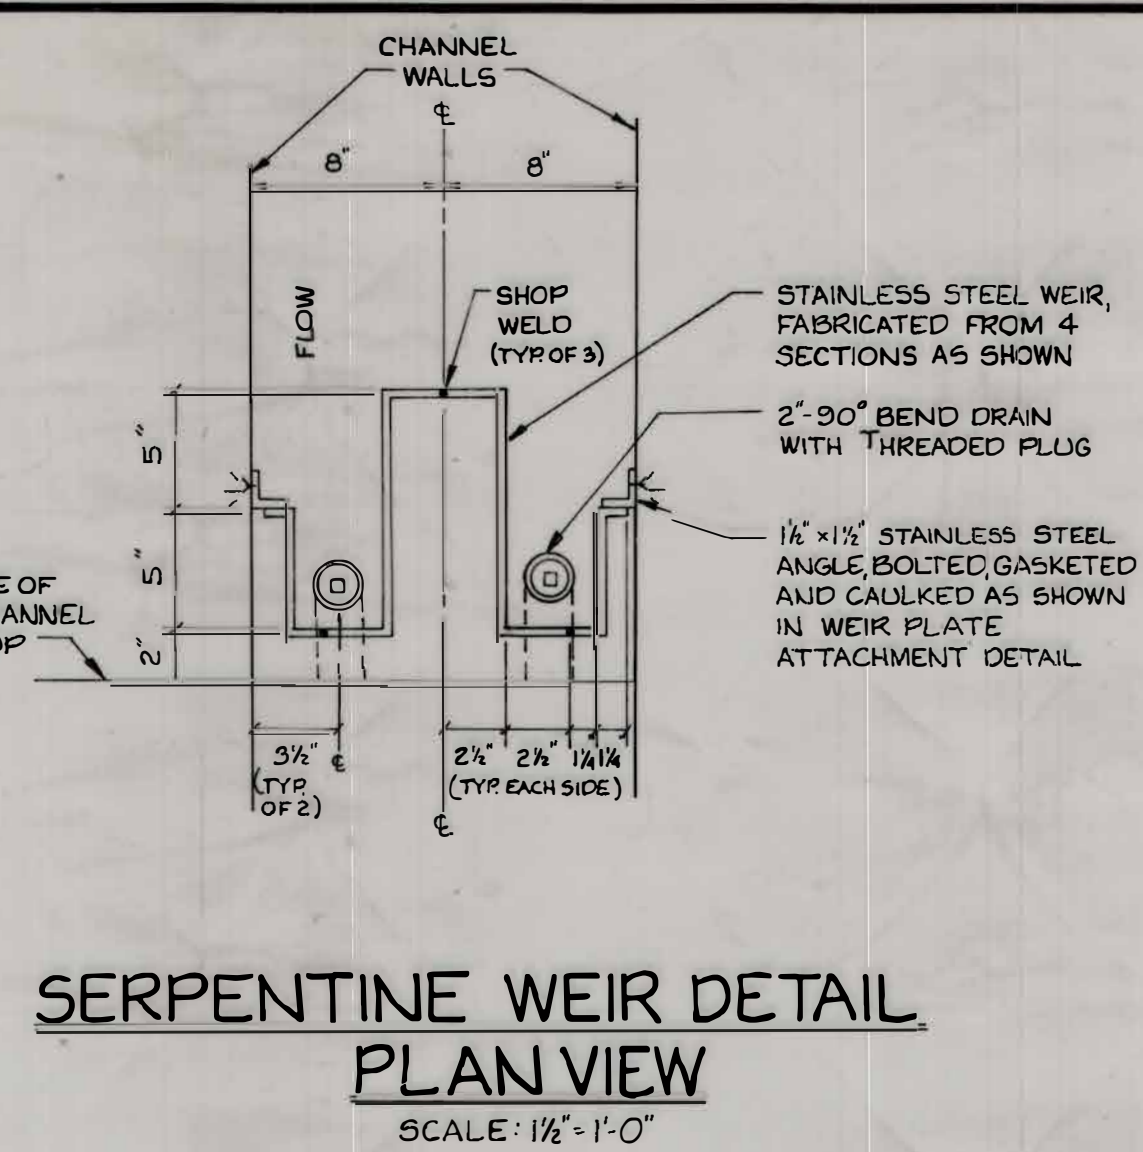 CHANNEL
WALLS
℄
8"
8"
FLOW
SHOP
WELD
(TYP. OF 3)
STAINLESS STEEL WEIR,
FABRICATED FROM 4
SECTIONS AS SHOWN
2"-90° BEND DRAIN
WITH THREADED PLUG
1½" x 1½" STAINLESS STEEL
ANGLE, BOLTED, GASKETED
AND CAULKED AS SHOWN
IN WEIR PLATE
ATTACHMENT DETAIL
5"
5"
2"
E OF
ANNEL
OP
3½"
(TYP.
OF 2)
℄
2½" 2½" 1¼ 1¼
(TYP. EACH SIDE)
℄
SERPENTINE WEIR DETAIL
PLAN VIEW
SCALE: 1½" = 1'-0"